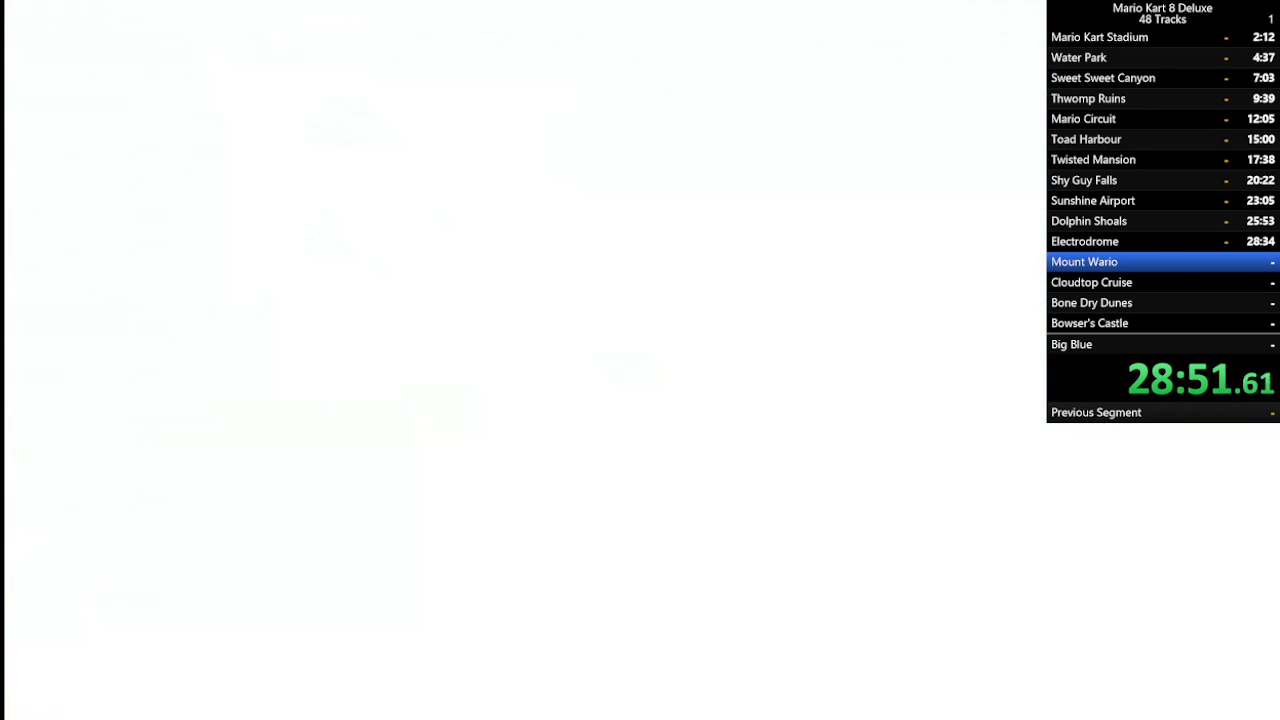 Mario Kart 8 Deluxe
48 Tracks 1
Mario Kart Stadium - 2:12
Water Park - 4:37
Sweet Sweet Canyon - 7:03
Thwomp Ruins - 9:39
Mario Circuit - 12:05
Toad Harbour - 15:00
Twisted Mansion - 17:38
Shy Guy Falls - 20:22
Sunshine Airport - 23:05
Dolphin Shoals - 25:53
Electrodrome - 28:34
Mount Wario -
Cloudtop Cruise -
Bone Dry Dunes -
Bowser's Castle -
Big Blue -
28:51.61
Previous Segment -